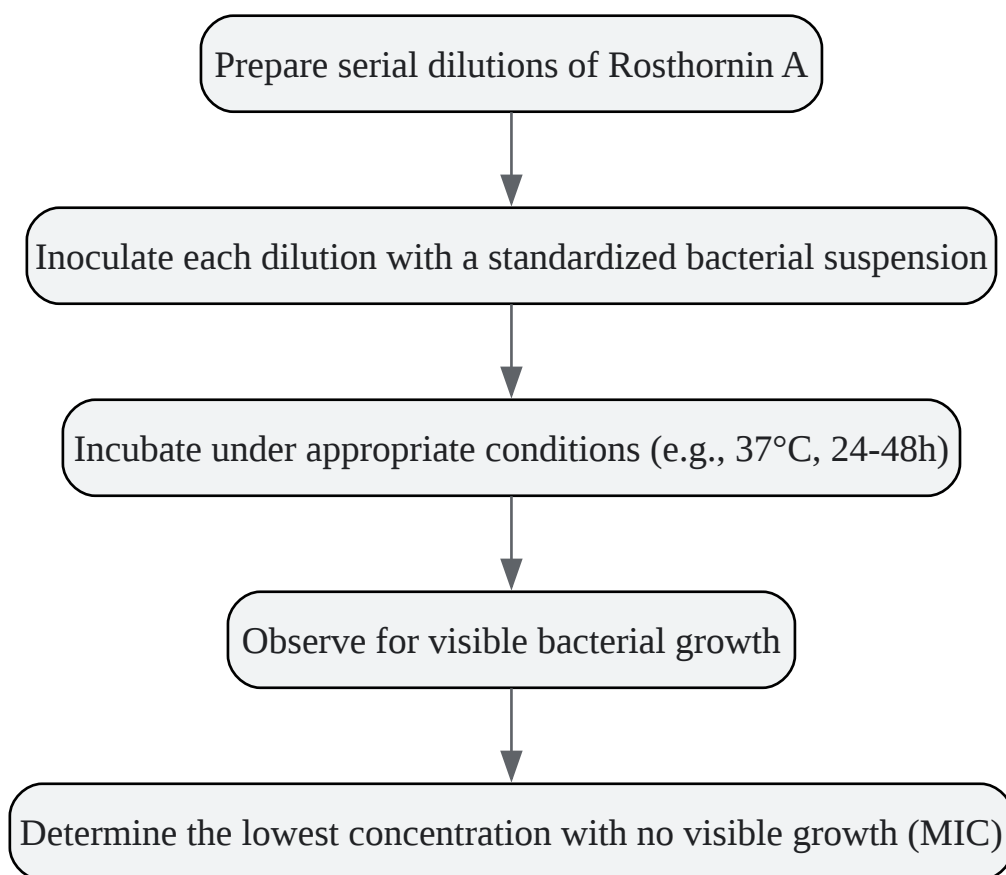 Prepare serial dilutions of Rosthornin A
Inoculate each dilution with a standardized bacterial suspension
Incubate under appropriate conditions (e.g., 37°C, 24-48h)
Observe for visible bacterial growth
Determine the lowest concentration with no visible growth (MIC)